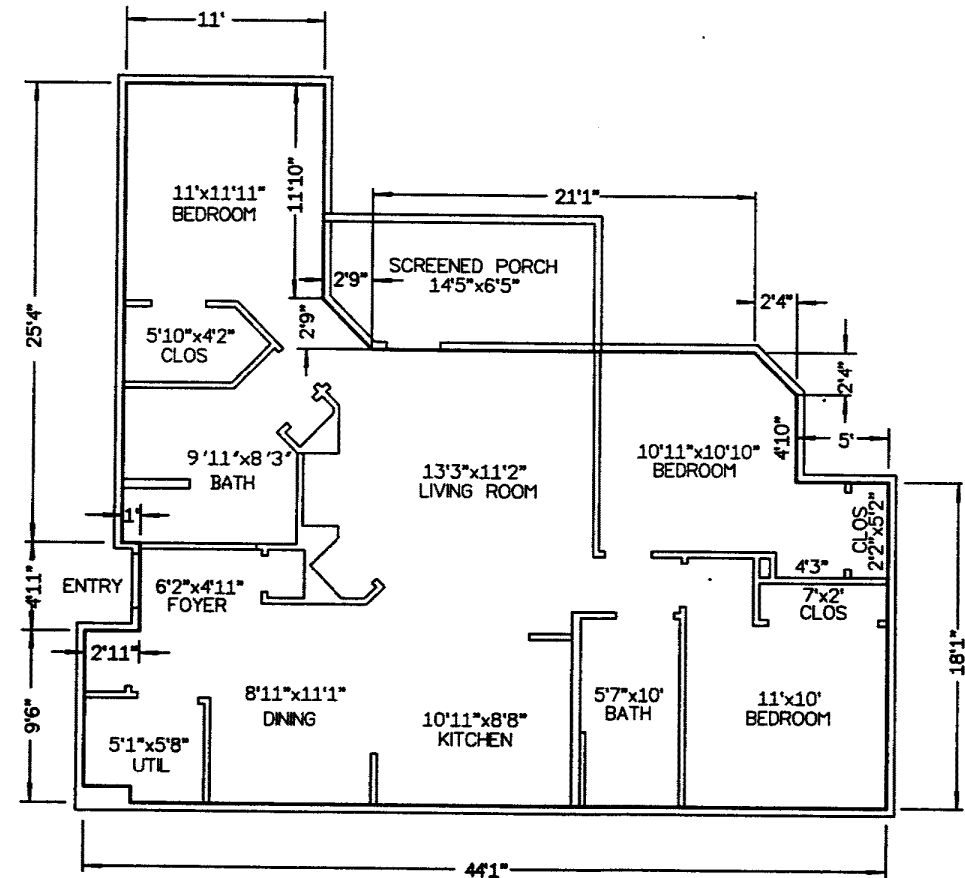 11'
11'x11'11"
BEDROOM
11'10"
21'1"
SCREENED PORCH
14'5"x6'5"
2'9"
2'9"
2'4"
2'4"
25'4"
5'10"x4'2"
CLOS
4'10"
5'
9'11"x8'3"
BATH
13'3"x11'2"
LIVING ROOM
10'11"x10'10"
BEDROOM
CLOS
2'2"x5'2"
1'
4'11"
ENTRY
6'2"x4'11"
FOYER
4'3"
7'x2'
CLOS
18'1"
2'11"
9'6"
8'11"x11'1"
DINING
10'11"x8'8"
KITCHEN
5'7"x10'
BATH
11'x10'
BEDROOM
5'1"x5'8"
UTIL
44'1"